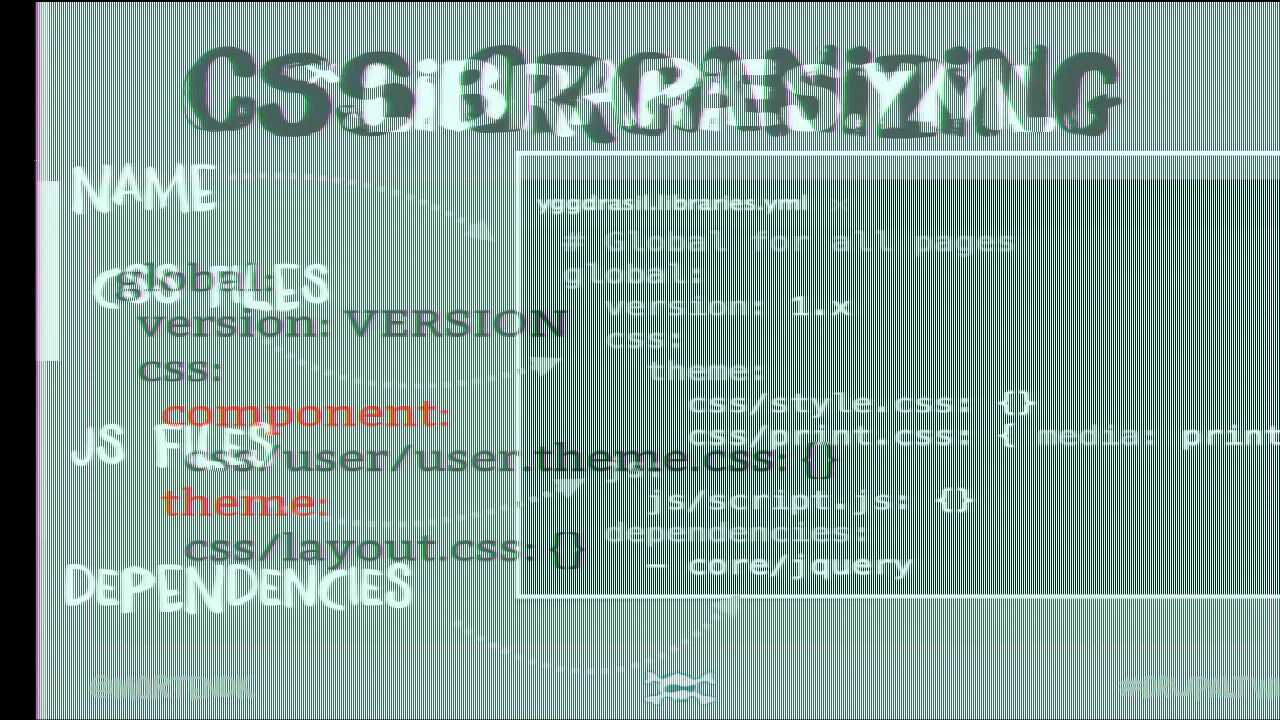 CSS ORGANIZING
LIBRARIES.YML
NAME
yggdrasil.libraries.yml
# Global for all pages
global:
version: 1.x
css:
theme:
css/style.css: {}
css/print.css: { media: print
js:
js/script.js: {}
dependencies:
- core/jquery
CSS FILES
JS FILES
DEPENDENCIES
global:
version: VERSION
css:
component:
css/user/user.theme.css: {}
theme:
css/layout.css: {}